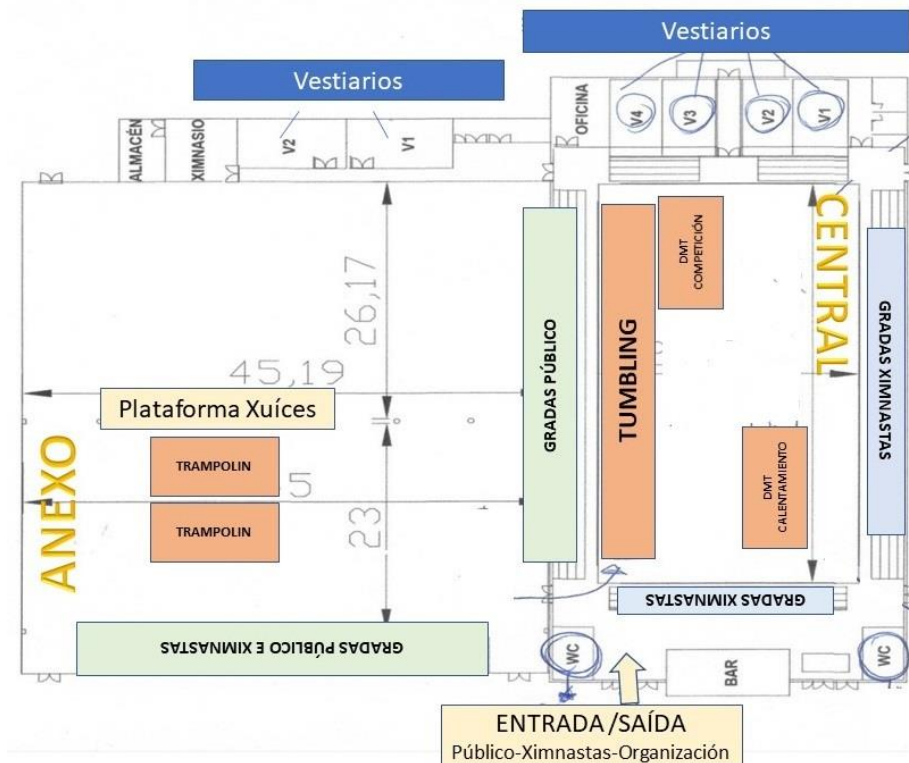 Vestiarios
Vestiarios
ALMACÉN
XIMNASIO
V2
V1
OFICINA
V4
V3
V2
V1
26,17
45,19
Plataforma Xuíces
ANEXO
TRAMPOLIN
TRAMPOLIN
5
23
GRADAS PÚBLICO E XIMNASTAS
GRADAS PÚBLICO
TUMBLING
DMT
COMPETICIÓN
DMT
CALENTAMIENTO
CENTRAL
GRADAS XIMNASTAS
GRADAS XIMNASTAS
WC
BAR
WC
ENTRADA /SAÍDA
Público-Ximnastas-Organización